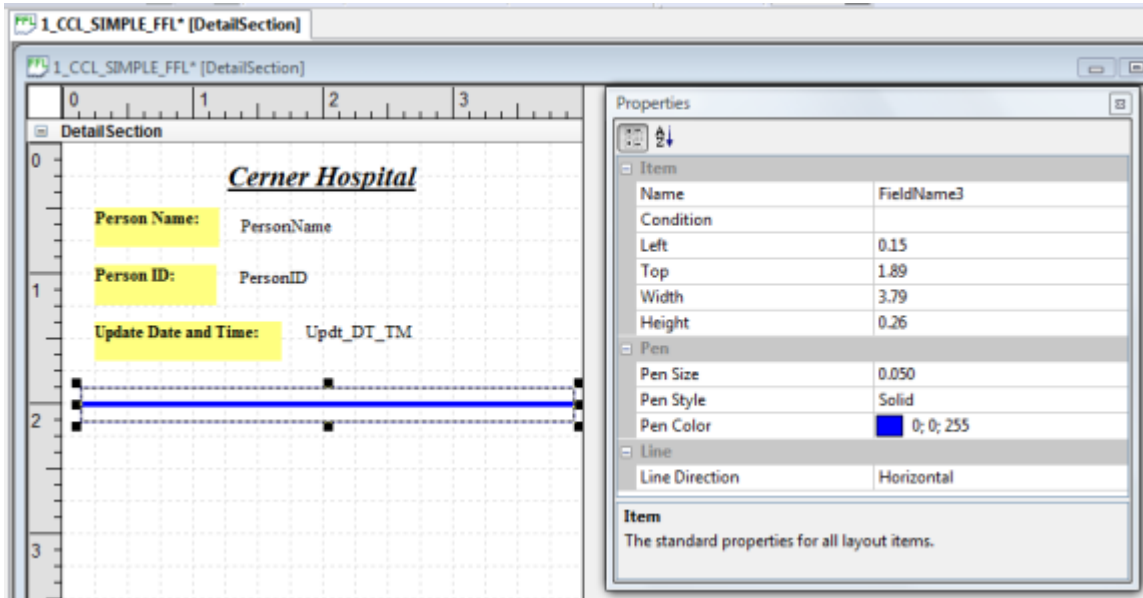 1_CCL_SIMPLE_FFL* [DetailSection]
1_CCL_SIMPLE_FFL* [DetailSection]
0 1 2 3
DetailSection
0
Cerner Hospital
Person Name: PersonName
Person ID: PersonID
1
Update Date and Time: Updt_DT_TM
2
3
Properties
Item
Name FieldName3
Condition
Left 0.15
Top 1.89
Width 3.79
Height 0.26
Pen
Pen Size 0.050
Pen Style Solid
Pen Color 0; 0; 255
Line
Line Direction Horizontal
Item
The standard properties for all layout items.